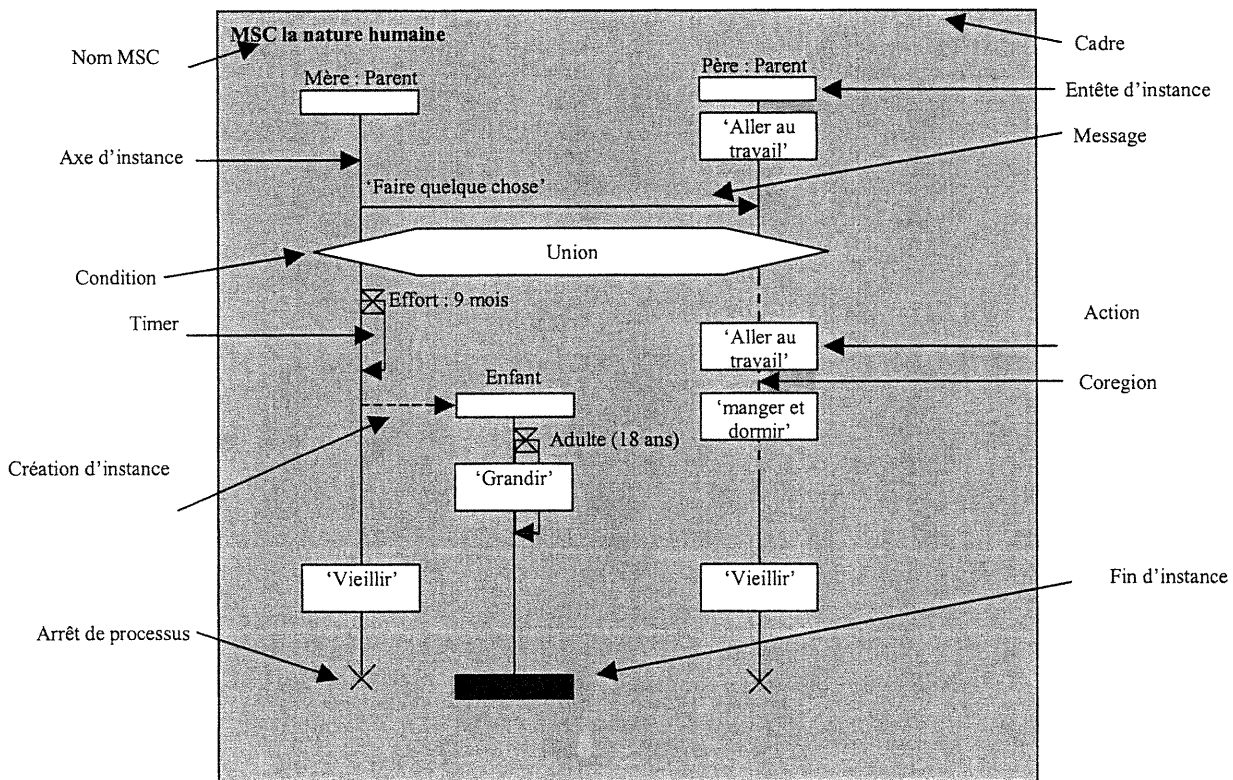 MSC la nature humaine
Nom MSC
Cadre
Mère : Parent
Père : Parent
Entête d'instance
‘Aller au
travail’
Message
Axe d'instance
‘Faire quelque chose’
Union
Condition
Effort : 9 mois
Timer
Action
‘Aller au
travail’
Enfant
Coregion
‘manger et
dormir’
Adulte (18 ans)
Création d'instance
‘Grandir’
‘Vieillir’
‘Vieillir’
Fin d'instance
Arrêt de processus